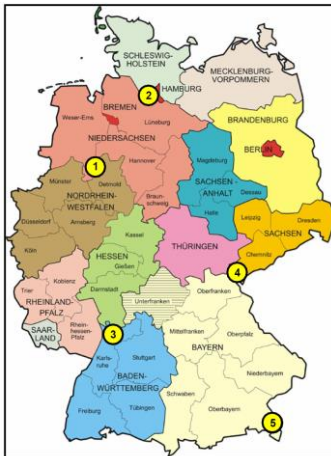 SCHLESWIG-
HOLSTEIN
MECKLENBURG-
VORPOMMERN
2
HAMBURG
BREMEN
Weser-Ems
Lüneburg
NIEDERSACHSEN
BRANDENBURG
BERLIN
1
Hannover
Magdeburg
Münster
Detmold
Braun-
schweig
SACHSEN-
ANHALT
Dessau
NORDRHEIN-
WESTFALEN
Düsseldorf
Arnsberg
Halle
Leipzig
Dresden
Kassel
SACHSEN
Köln
THÜRINGEN
Chemnitz
HESSEN
Gießen
4
Koblenz
Trier
Darmstadt
Unterfranken
Oberfranken
RHEINLAND-
PFALZ
SAAR-
LAND
Rhein-
hessen-
Pfalz
3
Mittelfranken
Oberpfalz
Karls-
ruhe
Stuttgart
BAYERN
BADEN-
WÜRTTEMBERG
Niederbayern
Schwaben
Freiburg
Tübingen
Oberbayern
5